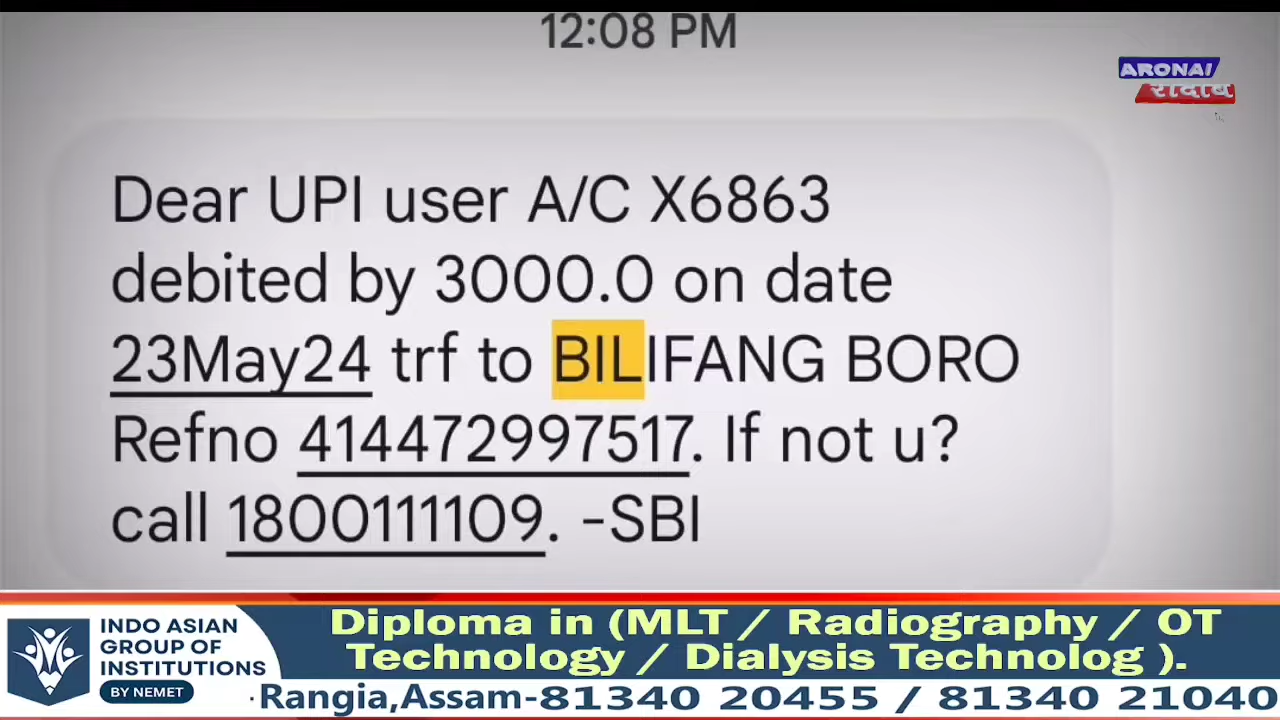 12:08 PM
ARONAI
रादाब
Dear UPI user A/C X6863
debited by 3000.0 on date
23May24 trf to BILIFANG BORO
Refno 414472997517. If not u?
call 1800111109. -SBI
INDO ASIAN
GROUP OF
INSTITUTIONS
BY NEMET
Diploma in (MLT / Radiography / OT
Technology / Dialysis Technolog ).
Rangia,Assam-81340 20455 / 81340 21040